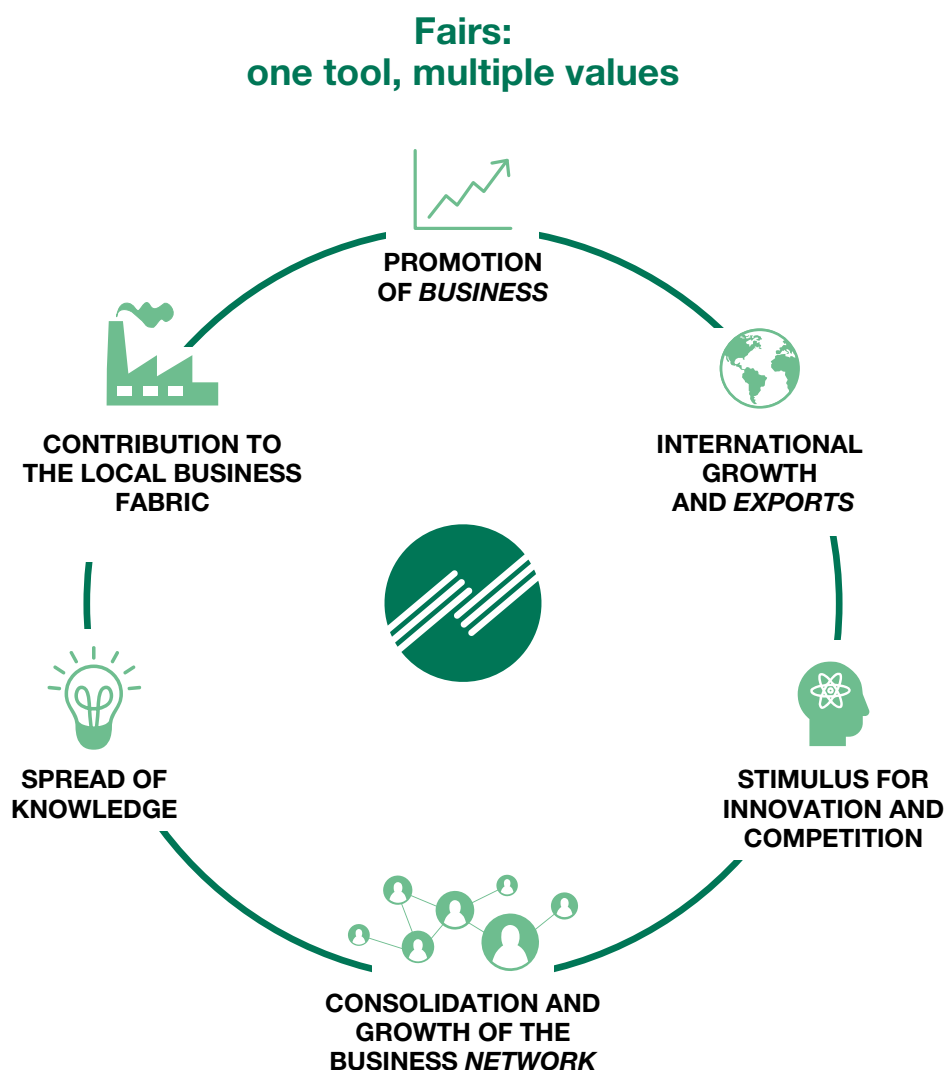 Fairs:
one tool, multiple values
PROMOTION
OF BUSINESS
INTERNATIONAL
GROWTH
AND EXPORTS
STIMULUS FOR
INNOVATION AND
COMPETITION
CONSOLIDATION AND
GROWTH OF THE
BUSINESS NETWORK
SPREAD OF
KNOWLEDGE
CONTRIBUTION TO
THE LOCAL BUSINESS
FABRIC